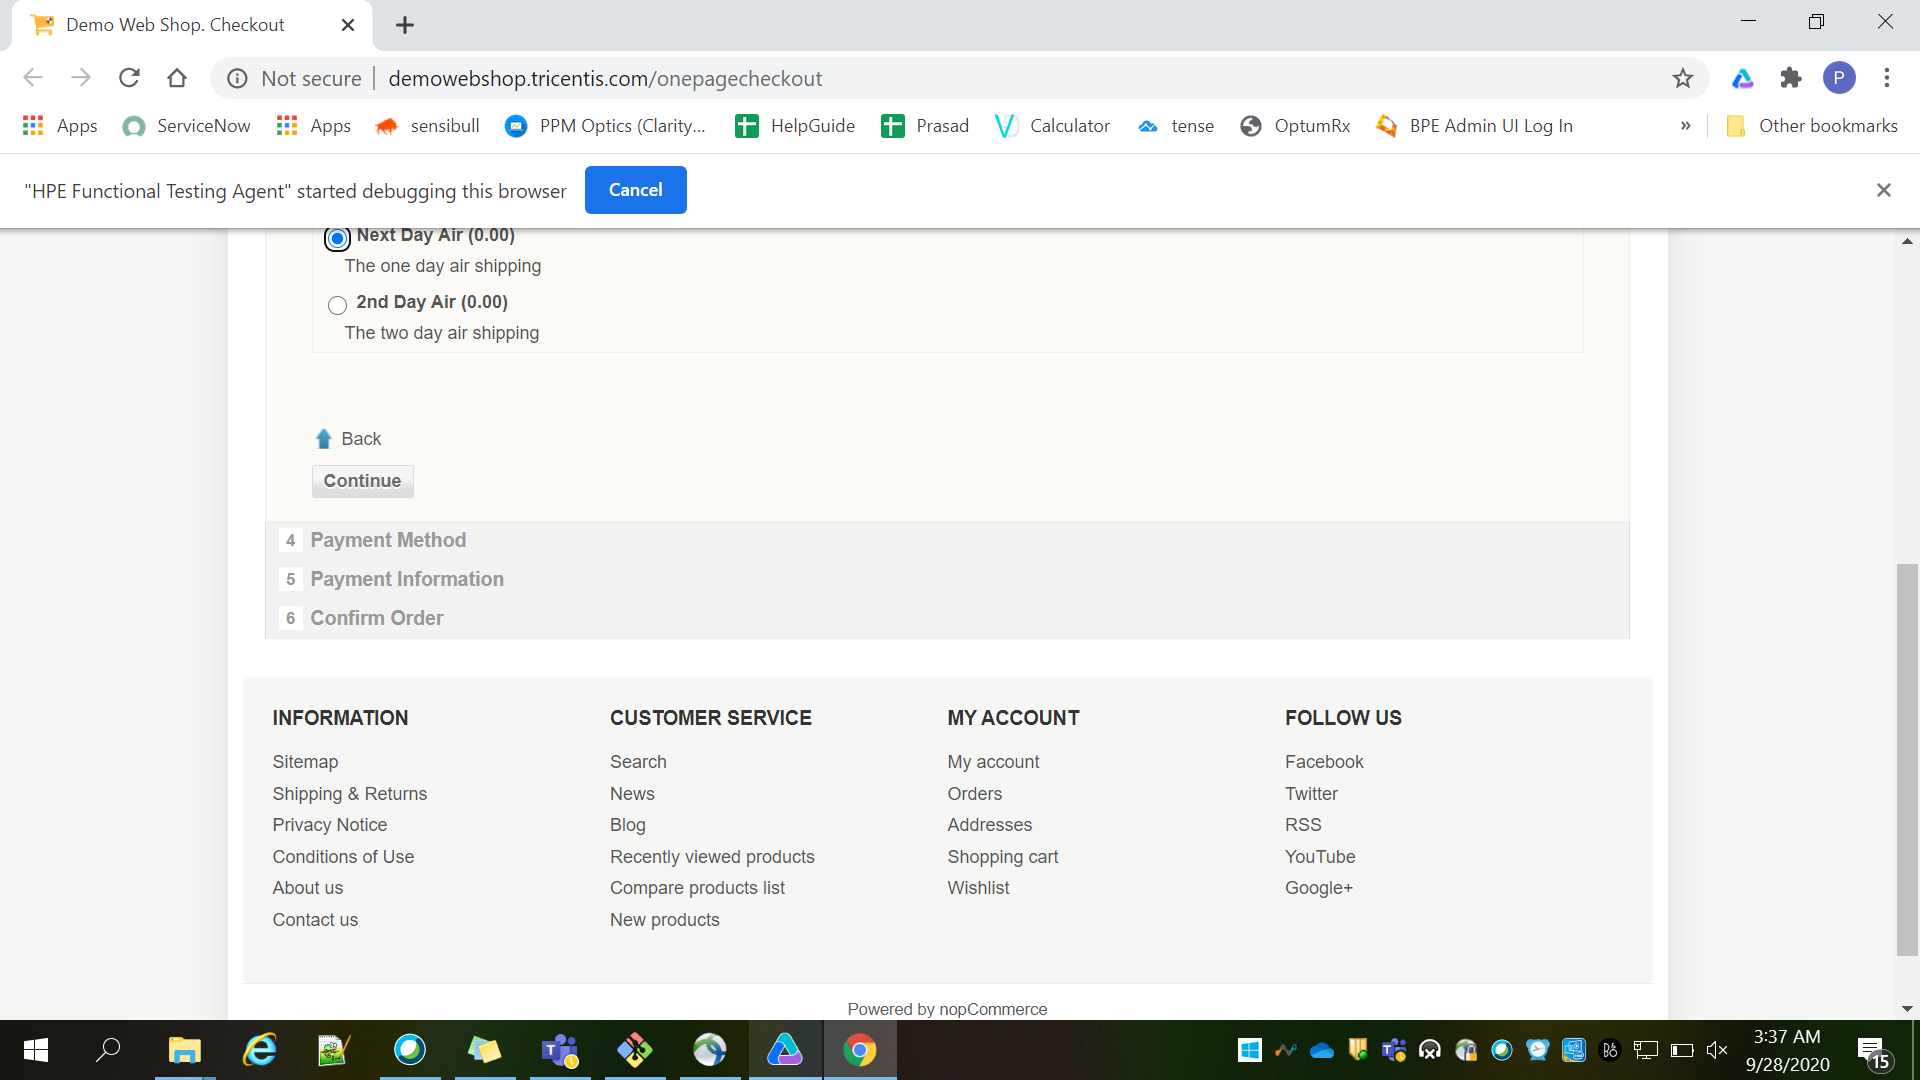 Demo Web Shop. Checkout
Not secure
demowebshop.tricentis.com/onepagecheckout
P
Apps
ServiceNow
Apps
sensibull
PPM Optics (Clarity...
HelpGuide
Prasad
Calculator
tense
OptumRx
BPE Admin UI Log In
»
Other bookmarks
"HPE Functional Testing Agent" started debugging this browser
Cancel
Next Day Air (0.00)
The one day air shipping
2nd Day Air (0.00)
The two day air shipping
Back
Continue
4 Payment Method
5 Payment Information
6 Confirm Order
INFORMATION
Sitemap
Shipping & Returns
Privacy Notice
Conditions of Use
About us
Contact us
CUSTOMER SERVICE
Search
News
Blog
Recently viewed products
Compare products list
New products
MY ACCOUNT
My account
Orders
Addresses
Shopping cart
Wishlist
FOLLOW US
Facebook
Twitter
RSS
YouTube
Google+
Powered by nopCommerce
3:37 AM
9/28/2020
15